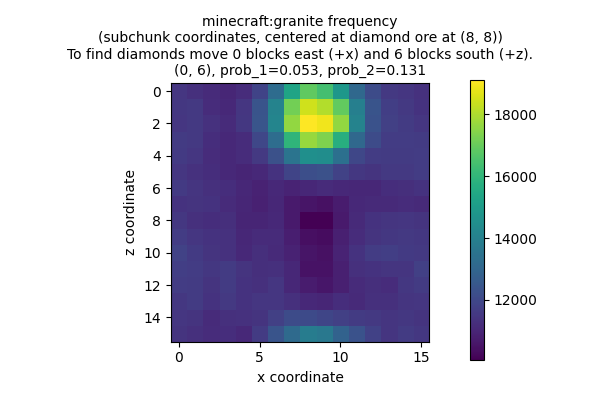 minecraft:granite frequency
(subchunk coordinates, centered at diamond ore at (8, 8))
To find diamonds move 0 blocks east (+x) and 6 blocks south (+z).
(0, 6), prob_1=0.053, prob_2=0.131
0
2
4
6
8
10
12
14
z coordinate
0
5
10
15
x coordinate
18000
16000
14000
12000